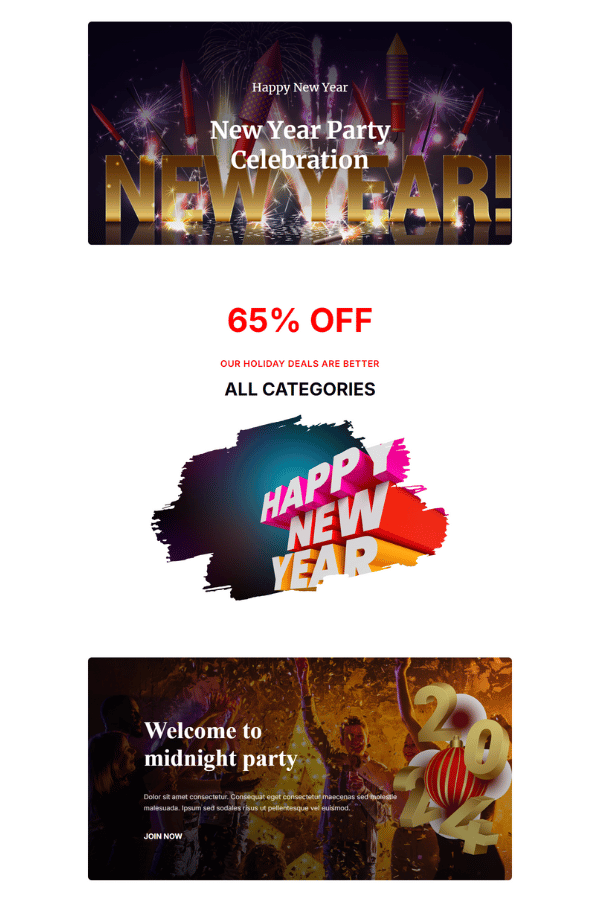 Happy New Year
New Year Party
Celebration
NEW YEAR!
65% OFF
OUR HOLIDAY DEALS ARE BETTER
ALL CATEGORIES
HAPPY
NEW
YEAR
Welcome to
midnight party
Dolor sit amet consectetur. Consequat eget consectetur maecenas sed molestie
malesuada. Ipsum sed sodales risus ut pellentesque vel euismod.
JOIN NOW
20
24